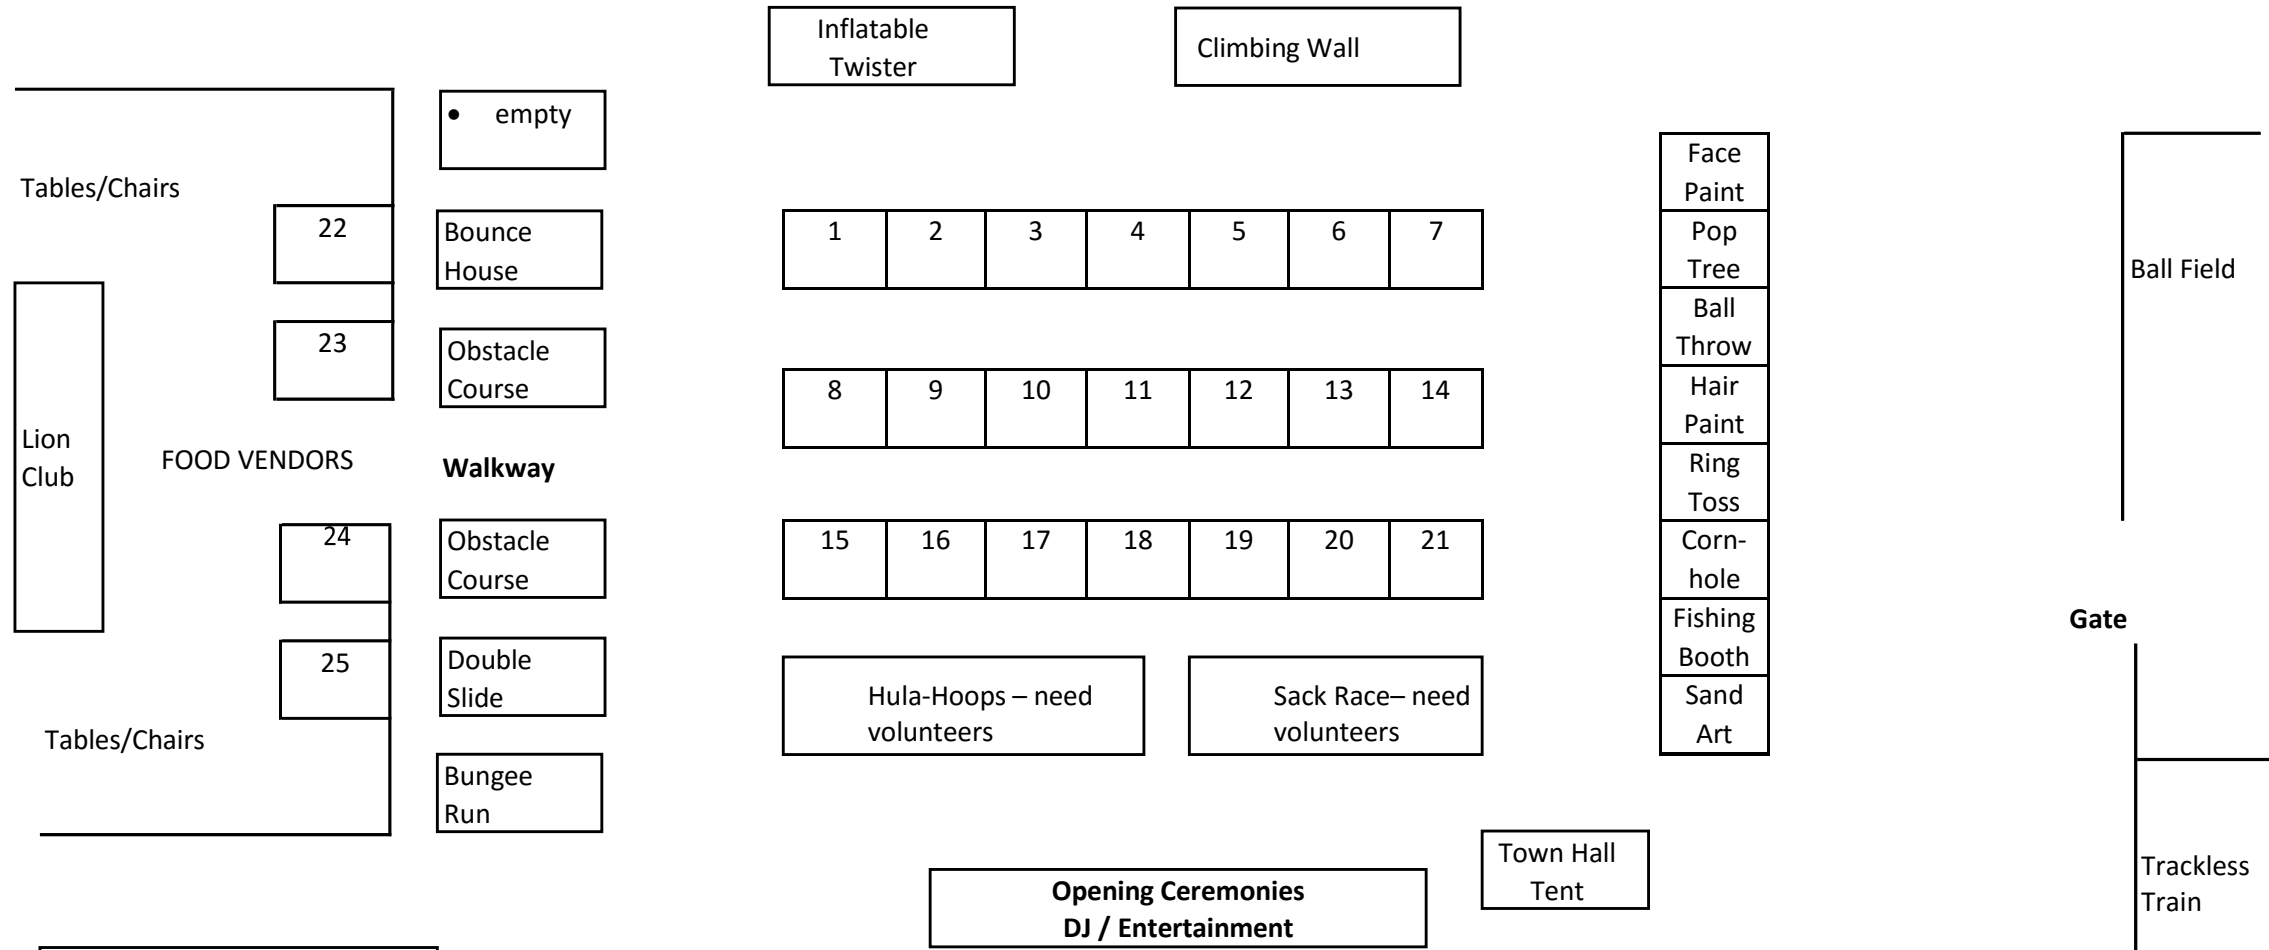 Inflatable
Twister
Climbing Wall
• empty
Tables/Chairs
22
Bounce
House
23
Obstacle
Course
Lion
Club
FOOD VENDORS
Walkway
24
Obstacle
Course
25
Double
Slide
Tables/Chairs
Bungee
Run
1 2 3 4 5 6 7
8 9 10 11 12 13 14
15 16 17 18 19 20 21
Hula-Hoops – need
volunteers
Sack Race– need
volunteers
Face
Paint
Pop
Tree
Ball
Throw
Hair
Paint
Ring
Toss
Corn-
hole
Fishing
Booth
Sand
Art
Ball Field
Gate
Town Hall
Tent
Opening Ceremonies
DJ / Entertainment
Trackless
Train